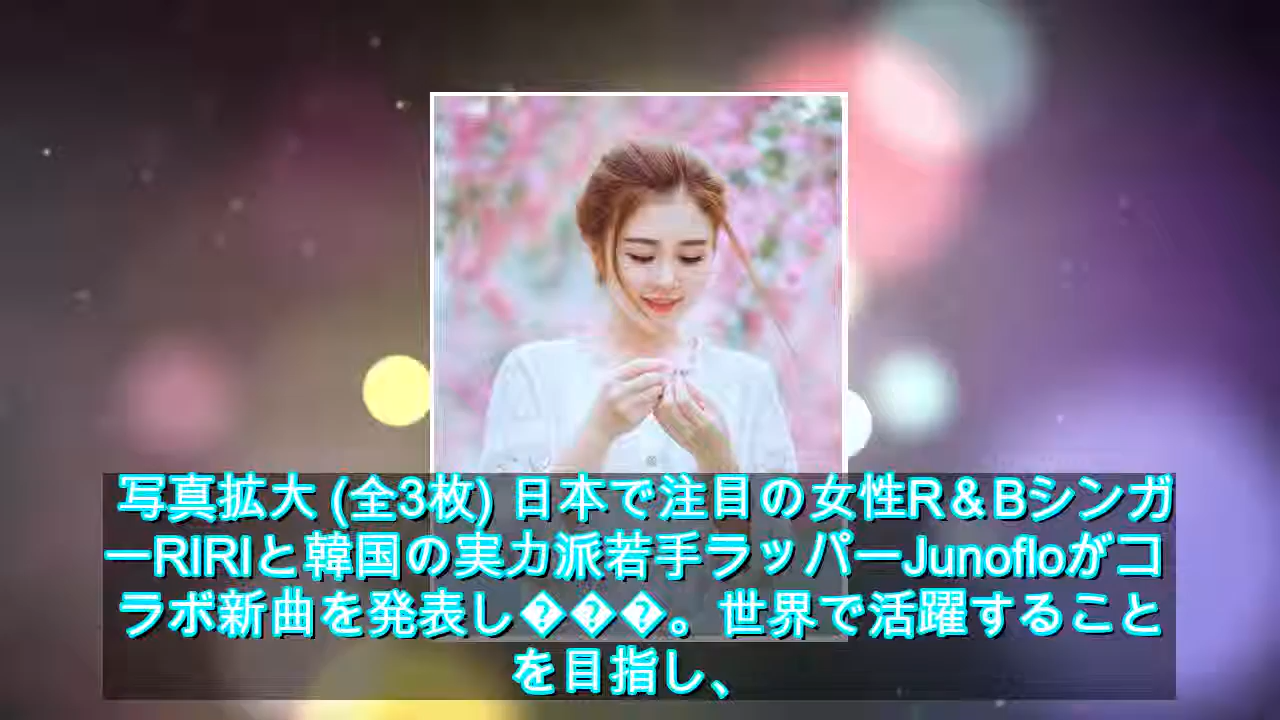 写真拡大 (全3枚) 日本で注目の女性R＆Bシンガ
ーRIRIと韓国の実力派若手ラッパーJunofloがコ
ラボ新曲を発表し���。世界で活躍すること
を目指し、